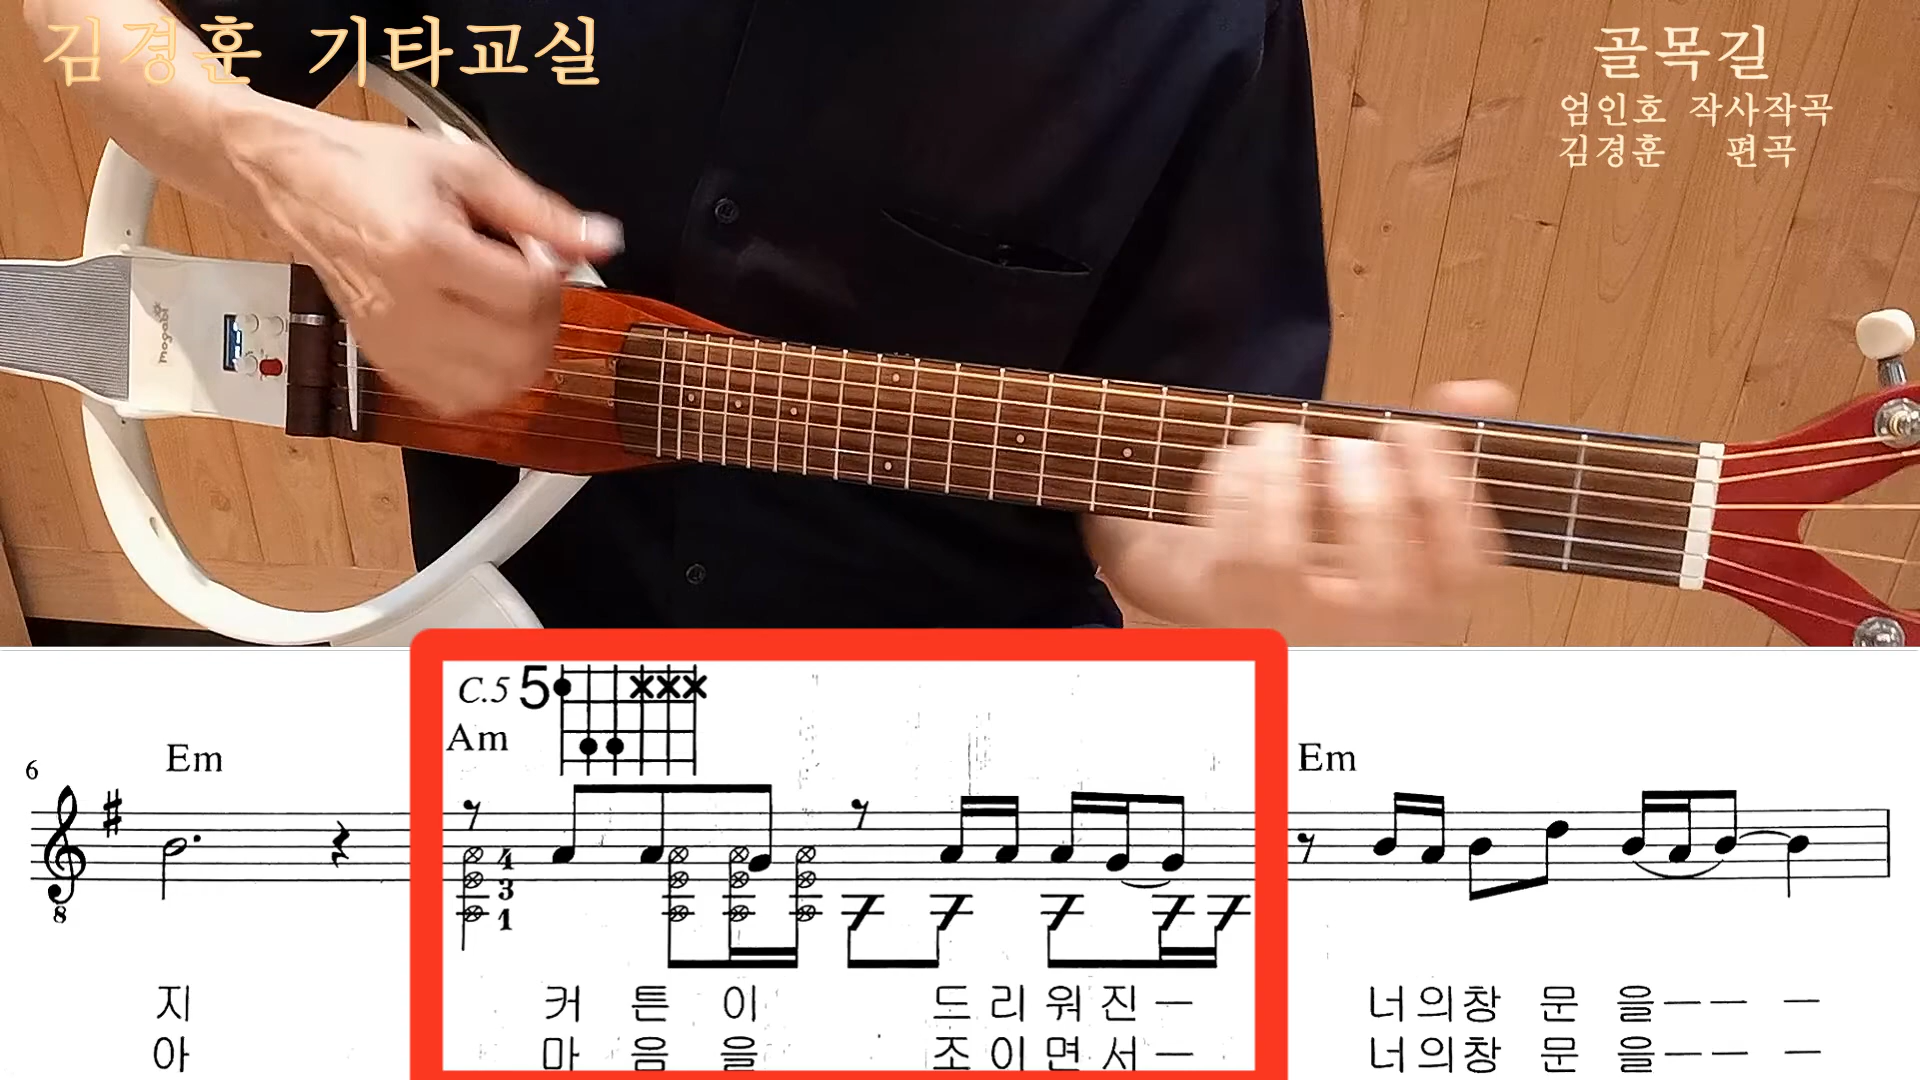 김경훈 기타교실
골목길
엄인호 작사작곡
김경훈 편곡
mogabi
C.5 5 ×××
6 Em Am Em
4
3
1
8
지 커 튼 이 드 리 워 진 — 너 의 창 문 을 — — —
아 마 음 을 조 이 면 서 — 너 의 창 문 을 — — —